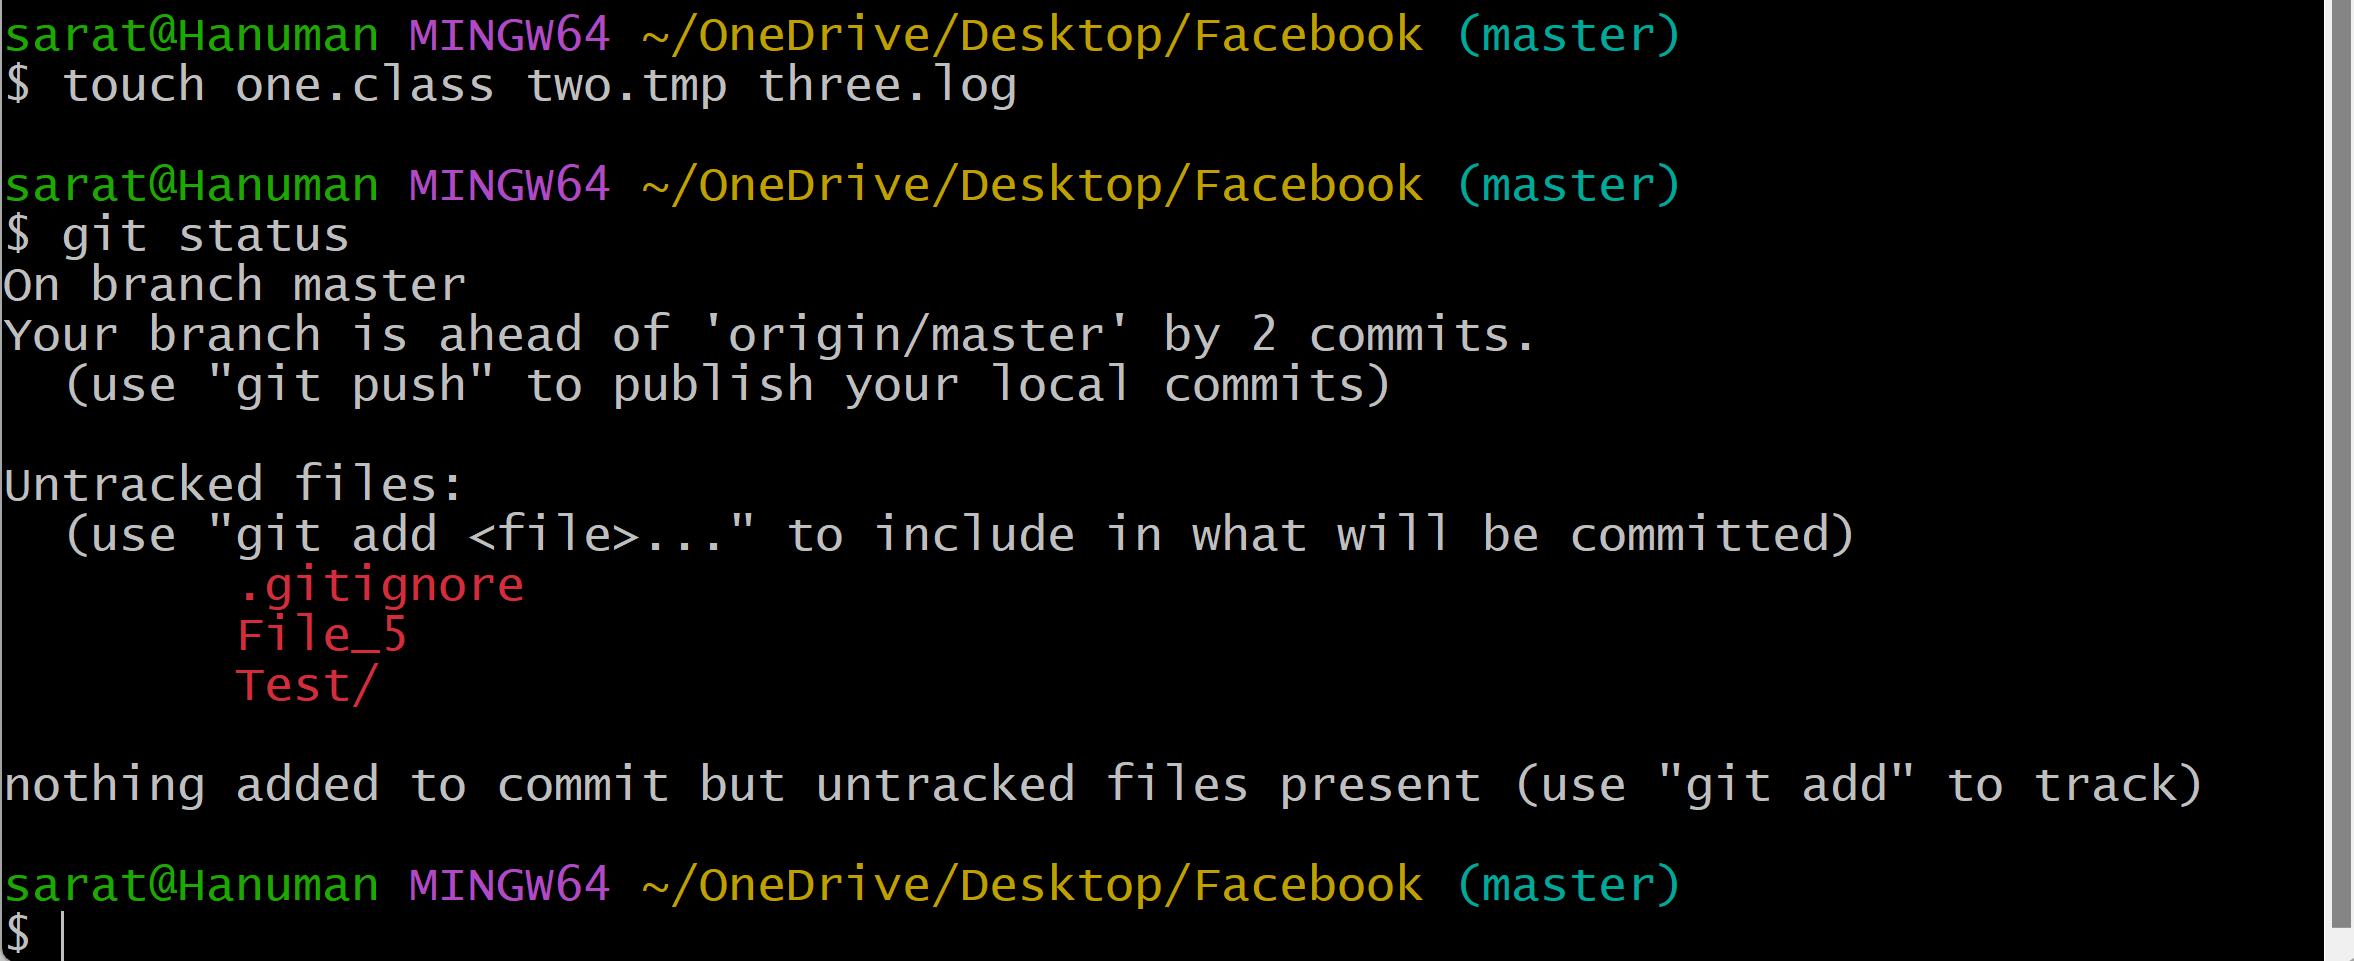 sarat@Hanuman MINGW64 ~/OneDrive/Desktop/Facebook (master)
$ touch one.class two.tmp three.log
sarat@Hanuman MINGW64 ~/OneDrive/Desktop/Facebook (master)
$ git status
On branch master
Your branch is ahead of 'origin/master' by 2 commits.
  (use "git push" to publish your local commits)
Untracked files:
  (use "git add <file>..." to include in what will be committed)
        .gitignore
        File_5
        Test/
nothing added to commit but untracked files present (use "git add" to track)
sarat@Hanuman MINGW64 ~/OneDrive/Desktop/Facebook (master)
$